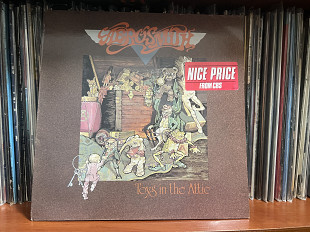 AEROSMITH
NICE PRICE
FROM CBS
Toys in the Attic